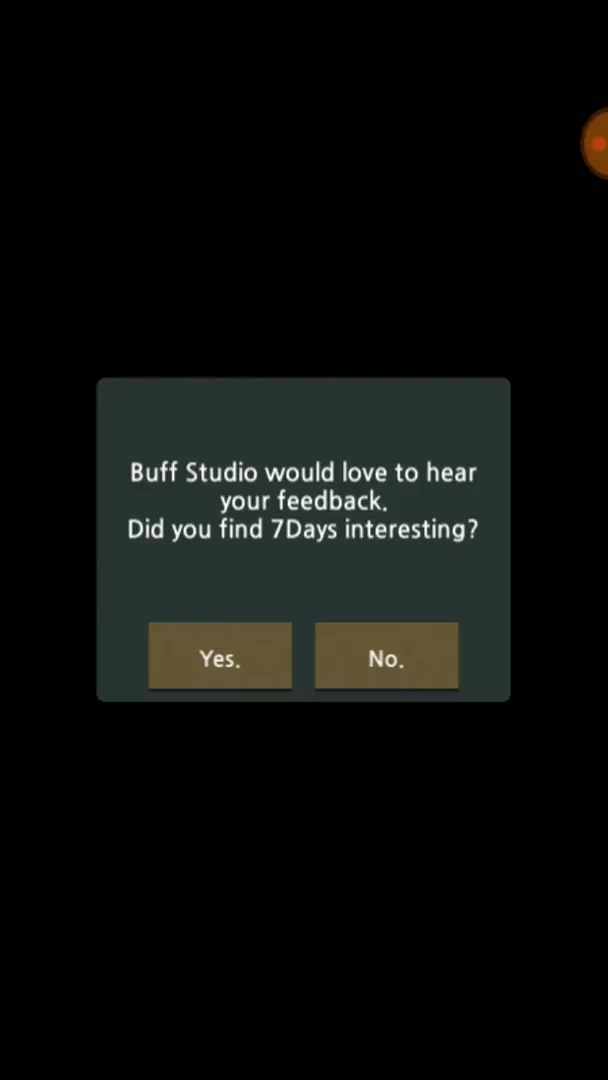 Buff Studio would love to hear
your feedback.
Did you find 7Days interesting?
Yes. No.